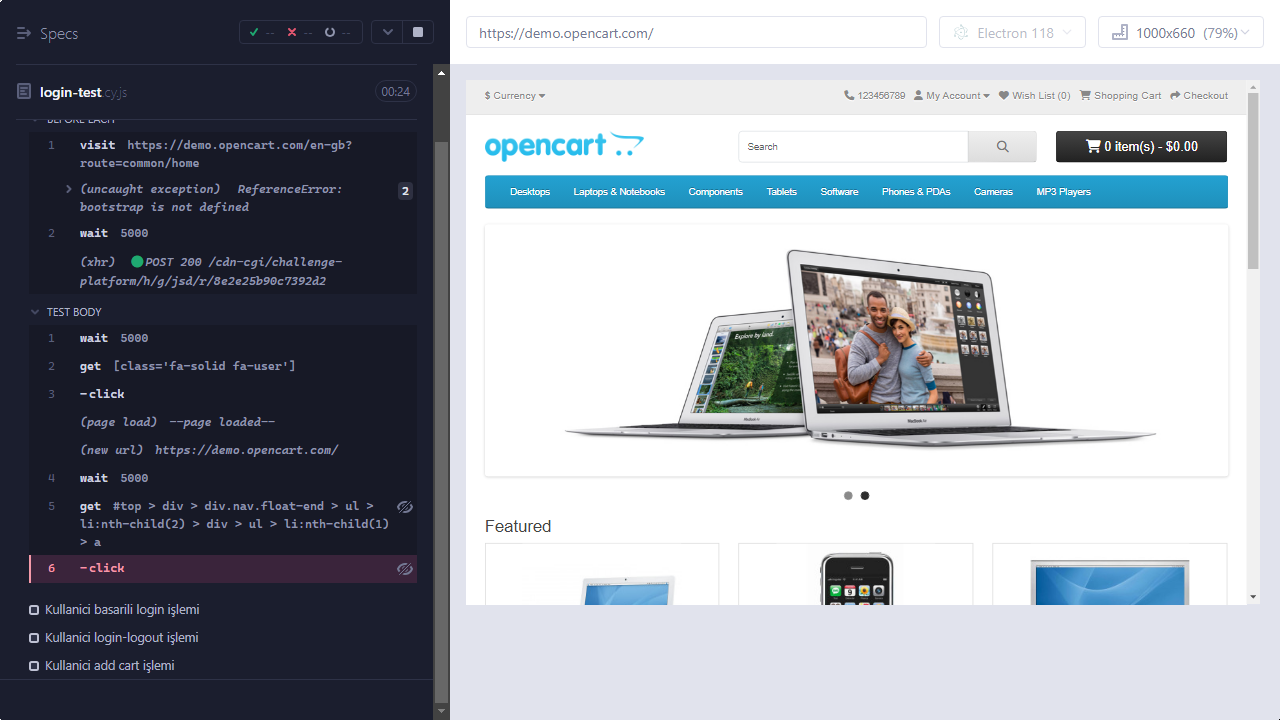 Specs
--
--
--
login-test.cy.js
00:24
BEFORE EACH
1 visit https://demo.opencart.com/en-gb?
route=common/home
(uncaught exception) ReferenceError:
bootstrap is not defined
2
2 wait 5000
(xhr) POST 200 /cdn-cgi/challenge-
platform/h/g/jsd/r/8e2e25b90c7392d2
TEST BODY
1 wait 5000
2 get [class='fa-solid fa-user']
3 -click
(page load) --page loaded--
(new url) https://demo.opencart.com/
4 wait 5000
5 get #top > div > div.nav.float-end > ul >
li:nth-child(2) > div > ul > li:nth-child(1)
> a
6 -click
Kullanici basarili login işlemi
Kullanici login-logout işlemi
Kullanici add cart işlemi
https://demo.opencart.com/
Electron 118
1000x660 (79%)
$ Currency
123456789 My Account Wish List (0) Shopping Cart Checkout
opencart
Search
0 item(s) - $0.00
Desktops Laptops & Notebooks Components Tablets Software Phones & PDAs Cameras MP3 Players
Explore by land.
MacBook Air
MacBook Air
Featured